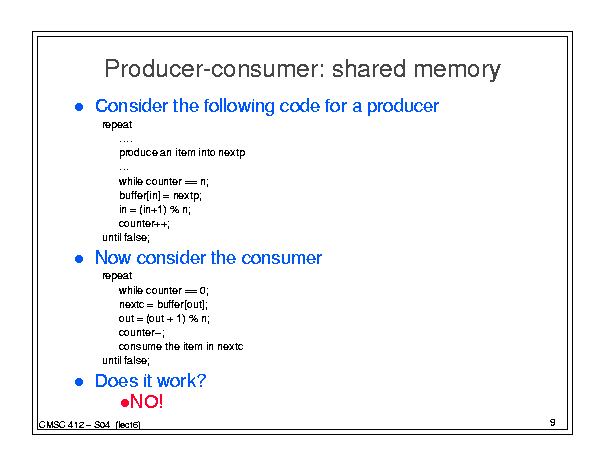 Producer-consumer: shared memory
● Consider the following code for a producer
repeat
....
produce an item into nextp
...
while counter == n;
buffer[in] = nextp;
in = (in+1) % n;
counter++;
until false;
● Now consider the consumer
repeat
while counter == 0;
nextc = buffer[out];
out = (out + 1) % n;
counter--;
consume the item in nextc
until false;
● Does it work?
●NO!
CMSC 412 – S04 (lect6)
9